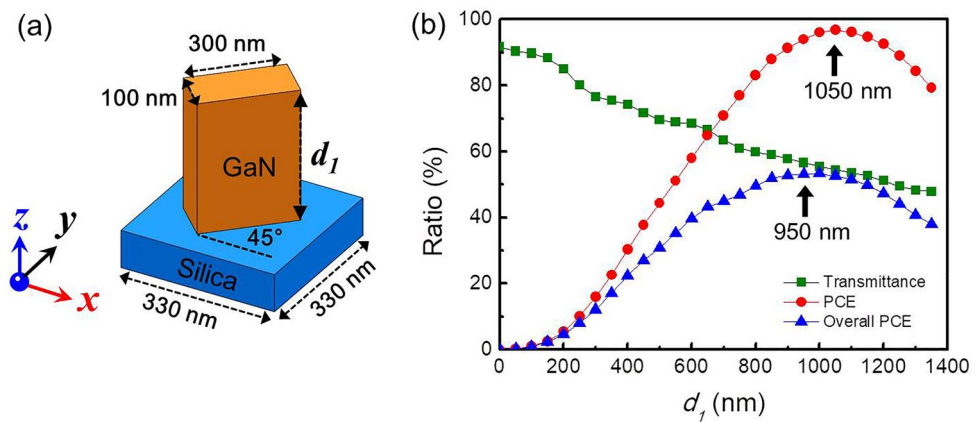 (a)
300 nm
100 nm
GaN
d1
45°
Silica
330 nm
330 nm
z
y
x
(b)
Ratio (%)
100
80
60
40
20
0
1050 nm
950 nm
Transmittance
PCE
Overall PCE
0 200 400 600 800 1000 1200 1400
d1 (nm)